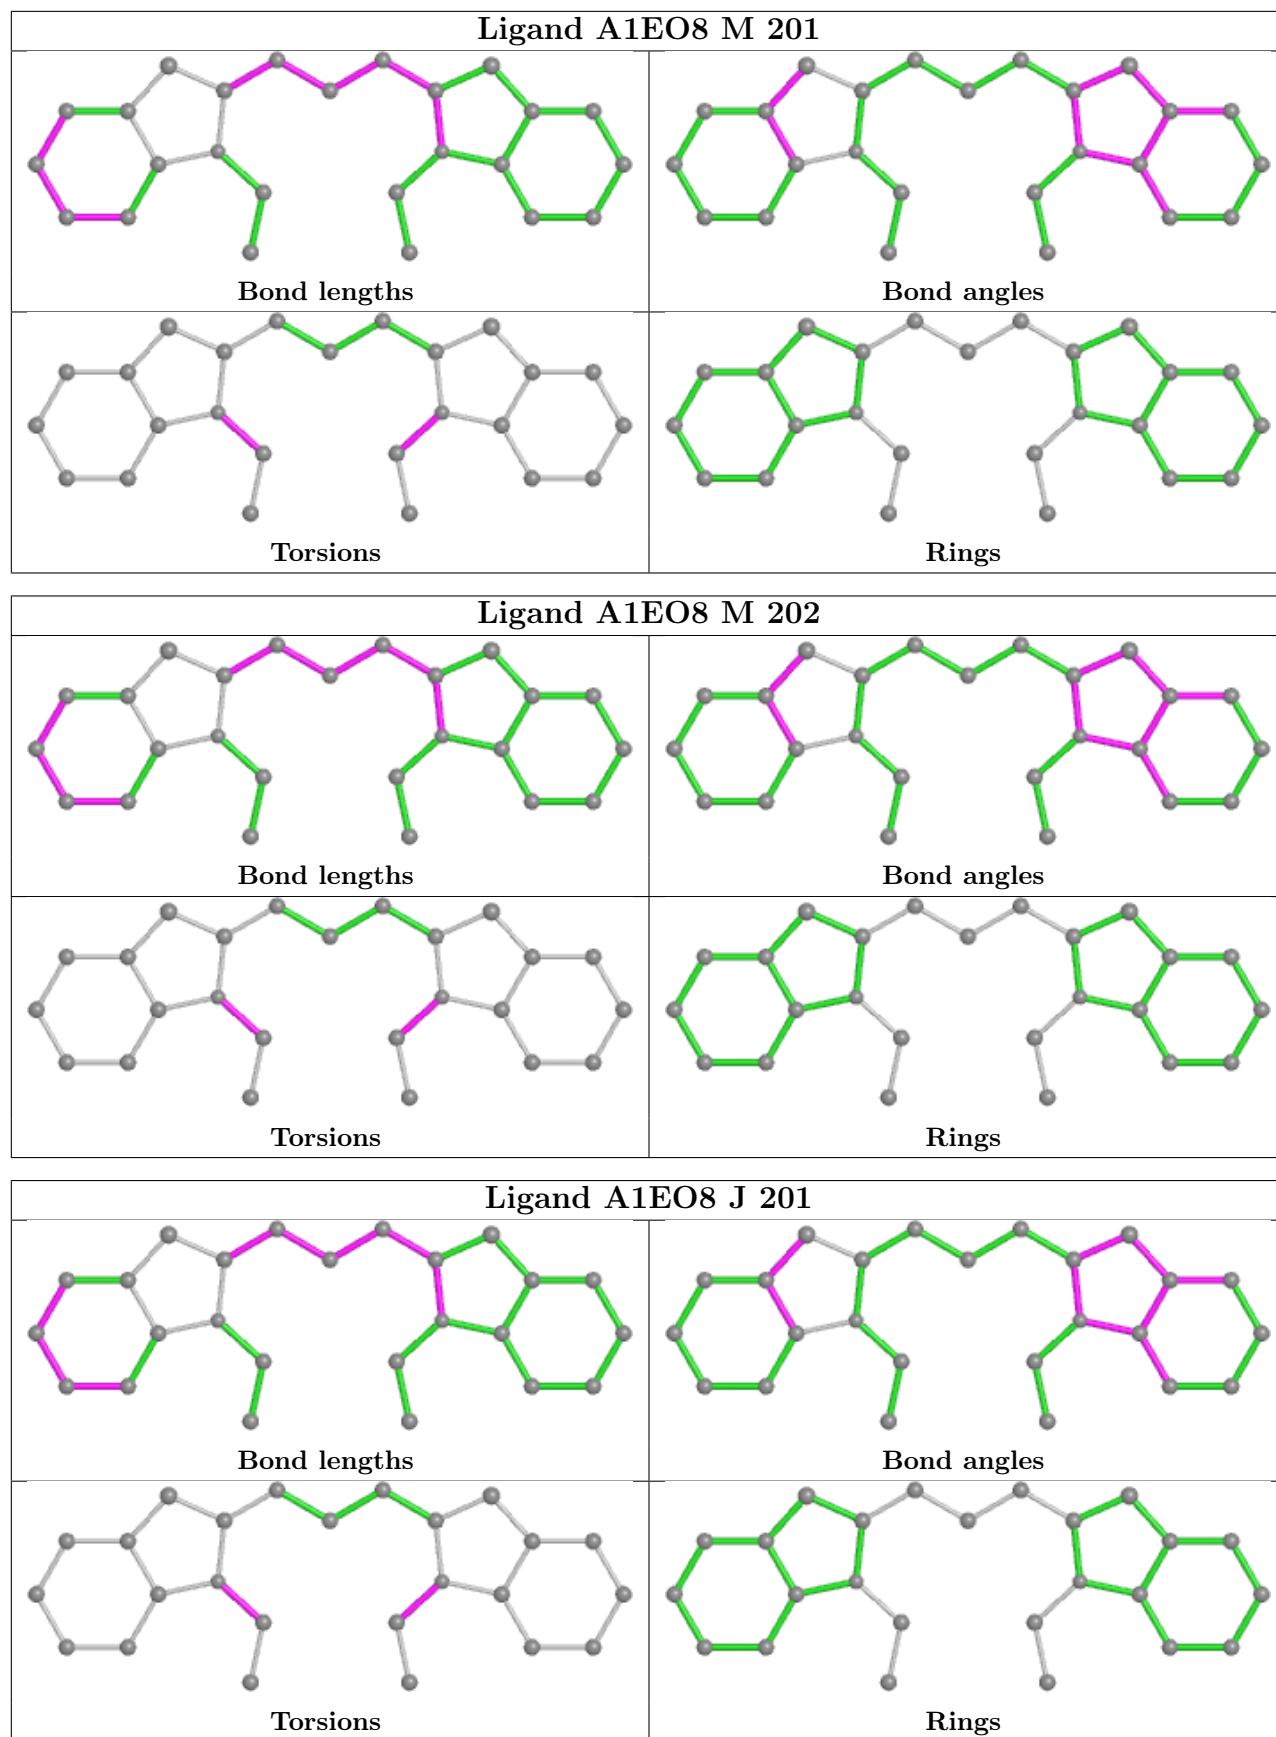 Ligand A1EO8 M 201
Bond lengths
Bond angles
Torsions
Rings
Ligand A1EO8 M 202
Bond lengths
Bond angles
Torsions
Rings
Ligand A1EO8 J 201
Bond lengths
Bond angles
Torsions
Rings